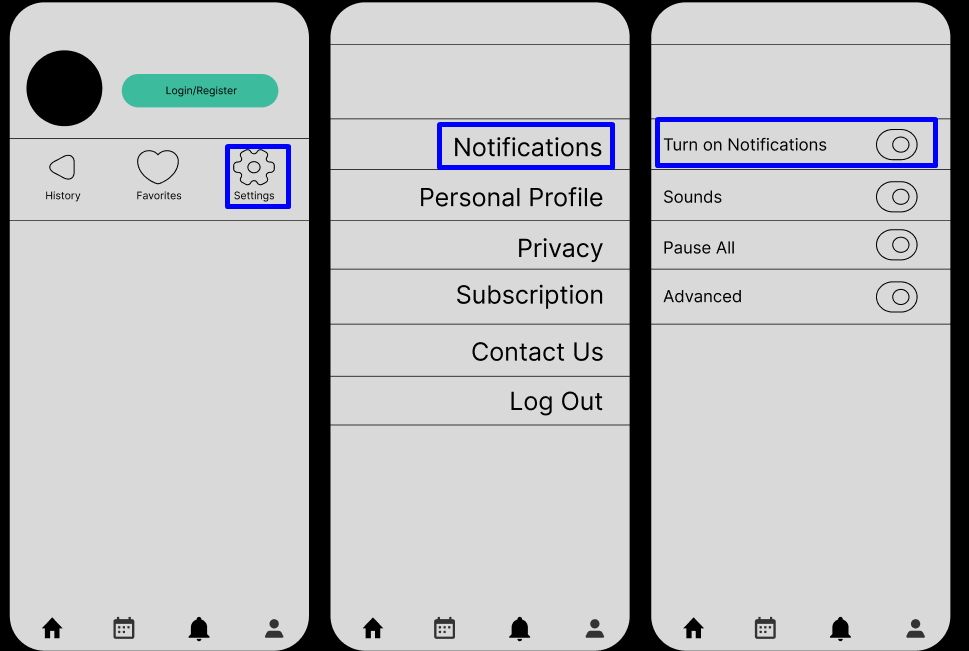 Login/Register
History
Favorites
Settings
Notifications
Personal Profile
Privacy
Subscription
Contact Us
Log Out
Turn on Notifications
Sounds
Pause All
Advanced